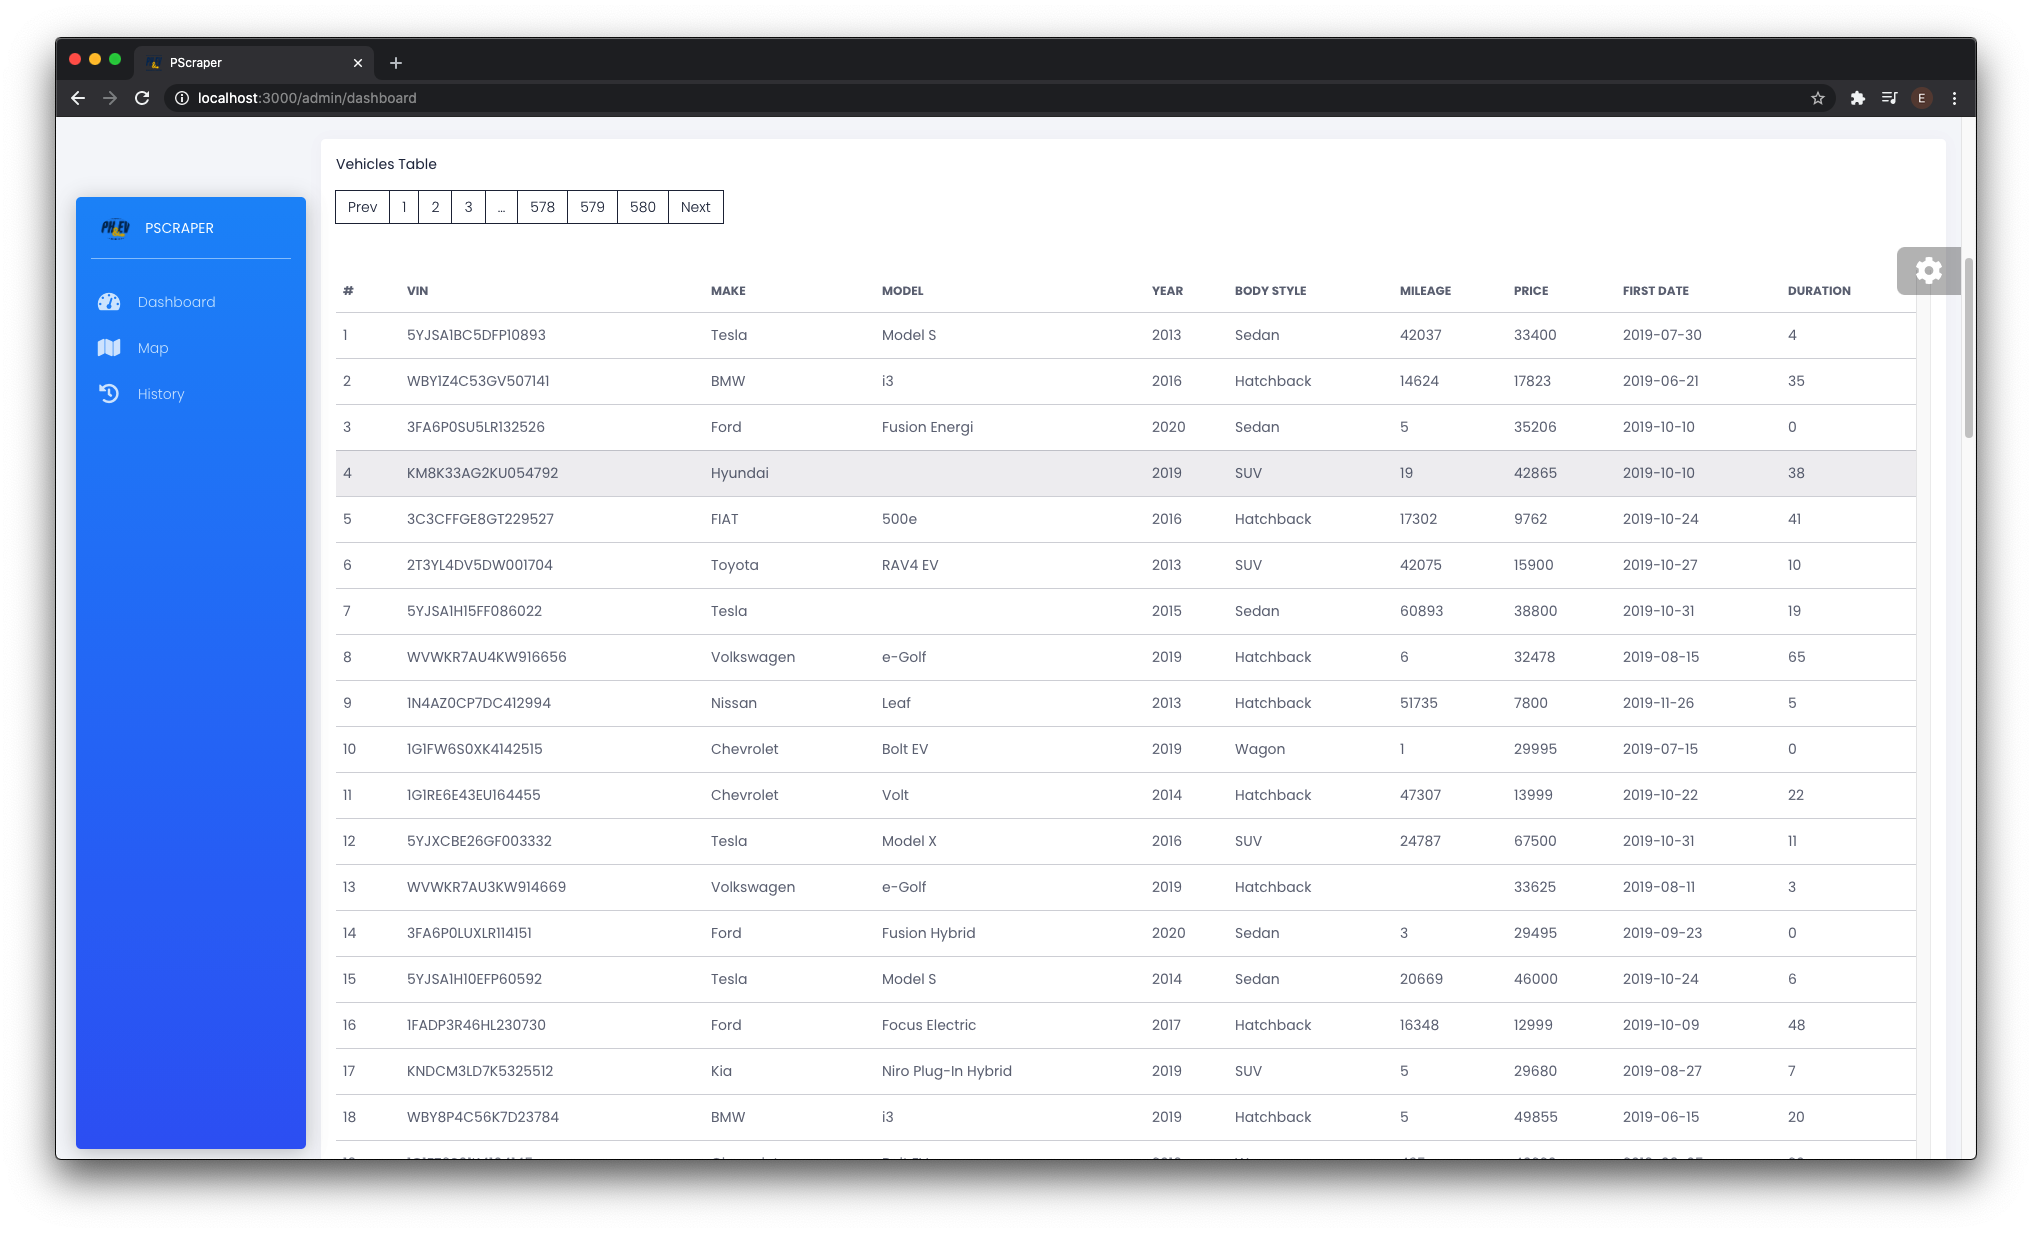 PScraper
localhost:3000/admin/dashboard
E
PH EV PSCRAPER
Dashboard
Map
History
Vehicles Table
Prev 1 2 3 ... 578 579 580 Next
# VIN MAKE MODEL YEAR BODY STYLE MILEAGE PRICE FIRST DATE DURATION
1 5YJSA1BC5DFP10893 Tesla Model S 2013 Sedan 42037 33400 2019-07-30 4
2 WBY1Z4C53GV507141 BMW i3 2016 Hatchback 14624 17823 2019-06-21 35
3 3FA6P0SU5LR132526 Ford Fusion Energi 2020 Sedan 5 35206 2019-10-10 0
4 KM8K33AG2KU054792 Hyundai 2019 SUV 19 42865 2019-10-10 38
5 3C3CFFGE8GT229527 FIAT 500e 2016 Hatchback 17302 9762 2019-10-24 41
6 2T3YL4DV5DW001704 Toyota RAV4 EV 2013 SUV 42075 15900 2019-10-27 10
7 5YJSA1H15FF086022 Tesla 2015 Sedan 60893 38800 2019-10-31 19
8 WVWKR7AU4KW916656 Volkswagen e-Golf 2019 Hatchback 6 32478 2019-08-15 65
9 1N4AZ0CP7DC412994 Nissan Leaf 2013 Hatchback 51735 7800 2019-11-26 5
10 1G1FW6S0XK4142515 Chevrolet Bolt EV 2019 Wagon 1 29995 2019-07-15 0
11 1G1RE6E43EU164455 Chevrolet Volt 2014 Hatchback 47307 13999 2019-10-22 22
12 5YJXCBE26GF003332 Tesla Model X 2016 SUV 24787 67500 2019-10-31 11
13 WVWKR7AU3KW914669 Volkswagen e-Golf 2019 Hatchback 33625 2019-08-11 3
14 3FA6P0LUXLR114151 Ford Fusion Hybrid 2020 Sedan 3 29495 2019-09-23 0
15 5YJSA1H10EFP60592 Tesla Model S 2014 Sedan 20669 46000 2019-10-24 6
16 1FADP3R46HL230730 Ford Focus Electric 2017 Hatchback 16348 12999 2019-10-09 48
17 KNDCM3LD7K5325512 Kia Niro Plug-In Hybrid 2019 SUV 5 29680 2019-08-27 7
18 WBY8P4C56K7D23784 BMW i3 2019 Hatchback 5 49855 2019-06-15 20